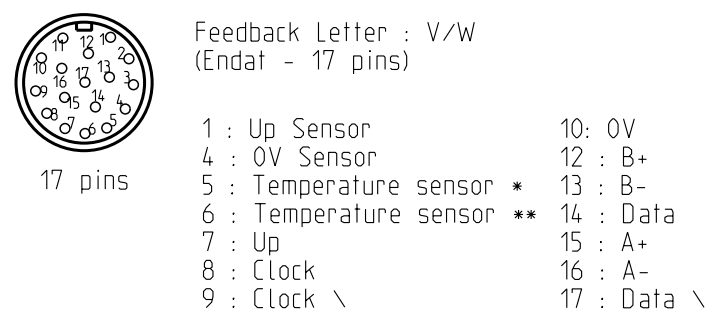 Feedback Letter : V/W
(Endat - 17 pins)
11 12 1
2
10 16 17 13 3
9 15 14 4
8 7 6 5
17 pins
1 : Up Sensor
4 : 0V Sensor
5 : Temperature sensor *
6 : Temperature sensor **
7 : Up
8 : Clock
9 : Clock \
10: 0V
12 : B+
13 : B-
14 : Data
15 : A+
16 : A-
17 : Data \